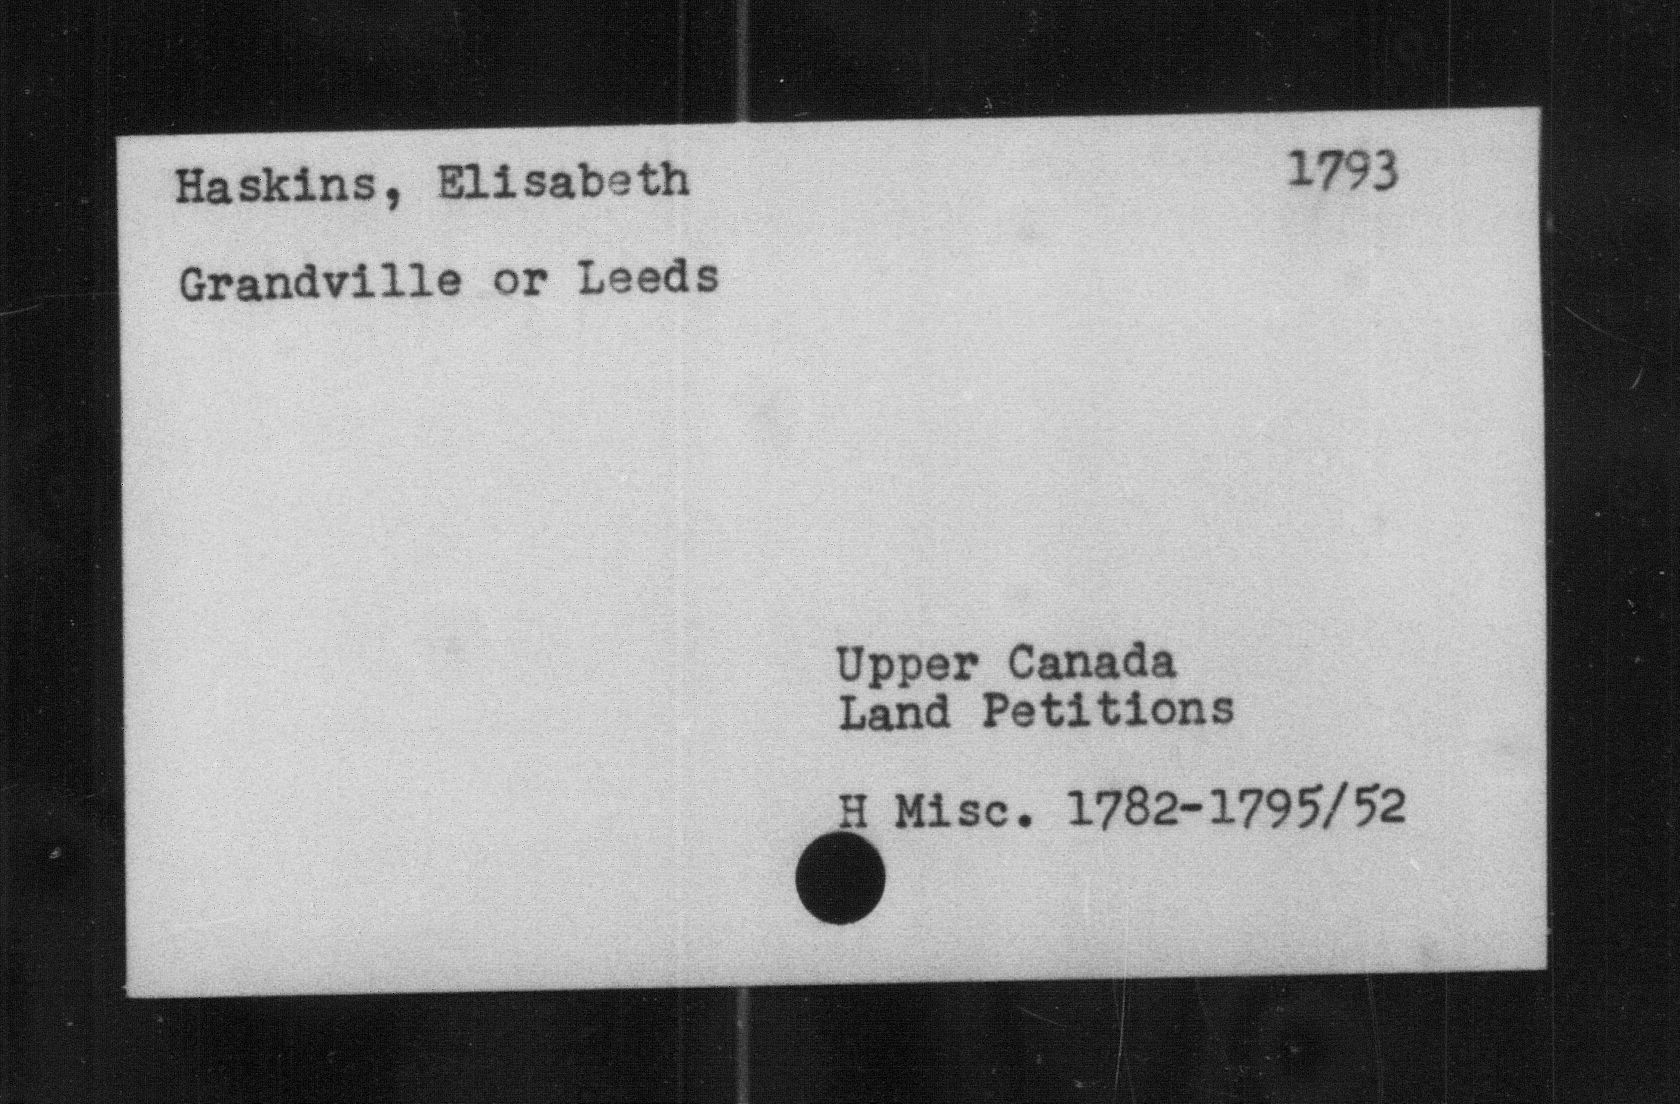 Haskins, Elisabeth 1793
Grandville or Leeds
Upper Canada
Land Petitions
H Misc. 1782-1795/52